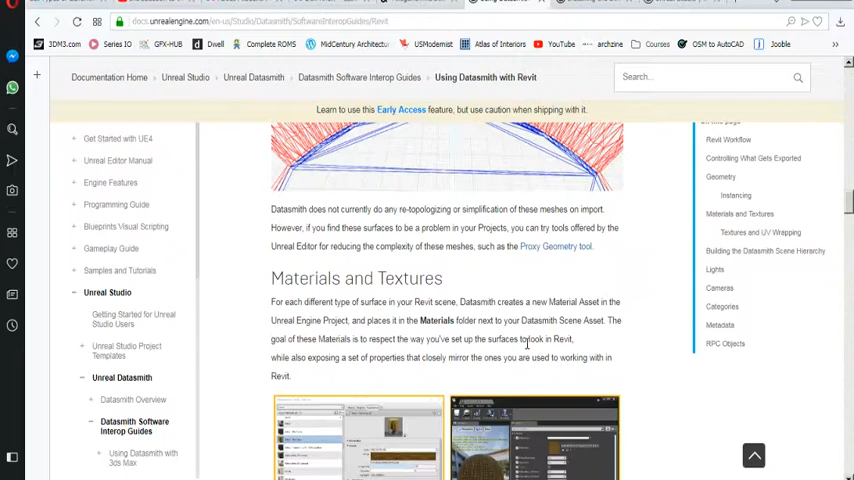 docs.unrealengine.com/en-us/Studio/Datasmith/SoftwareInteropGuides/Revit
3DM3.com
Series IO
GFX-HUB
Dwell
Complete ROMS
MidCentury Architectu
USModernist
Atlas of Interiors
YouTube
archzine
Courses
OSM to AutoCAD
Jooble
Documentation Home
Unreal Studio
Unreal Datasmith
Datasmith Software Interop Guides
Using Datasmith with Revit
Search...
Learn to use this Early Access feature, but use caution when shipping with it.
Get Started with UE4
Unreal Editor Manual
Engine Features
Programming Guide
Blueprints Visual Scripting
Gameplay Guide
Samples and Tutorials
Unreal Studio
Getting Started for Unreal
Studio Users
Unreal Studio Project
Templates
Unreal Datasmith
Datasmith Overview
Datasmith Software
Interop Guides
Using Datasmith with
3ds Max
Datasmith does not currently do any re-topologizing or simplification of these meshes on import.
However, if you find these surfaces to be a problem in your Projects, you can try tools offered by the
Unreal Editor for reducing the complexity of these meshes, such as the Proxy Geometry tool.
Materials and Textures
For each different type of surface in your Revit scene, Datasmith creates a new Material Asset in the
Unreal Engine Project, and places it in the Materials folder next to your Datasmith Scene Asset. The
goal of these Materials is to respect the way you've set up the surfaces to look in Revit,
while also exposing a set of properties that closely mirror the ones you are used to working with in
Revit.
Revit Workflow
Controlling What Gets Exported
Geometry
Instancing
Materials and Textures
Textures and UV Wrapping
Building the Datasmith Scene Hierarchy
Lights
Cameras
Categories
Metadata
RPC Objects